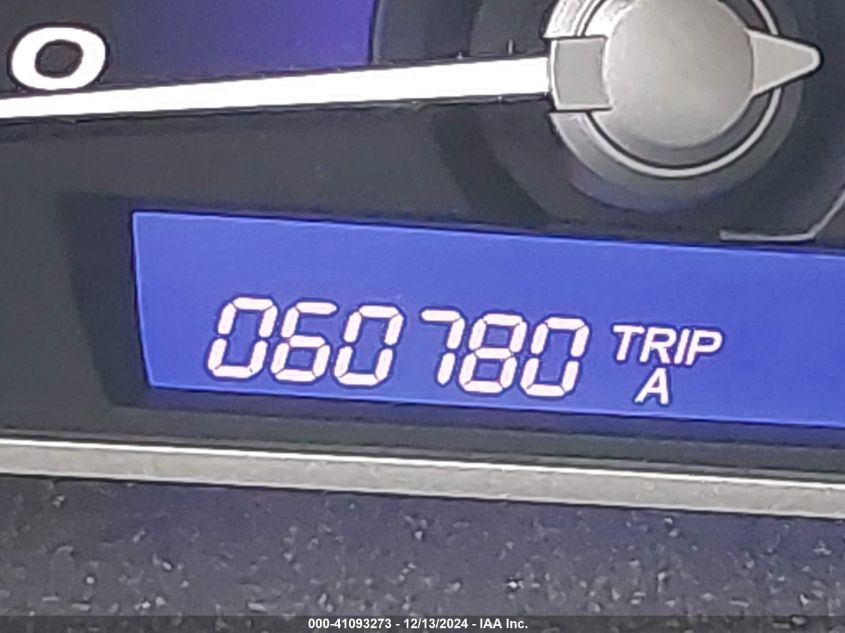 0
060780 TRIP
A
000-41093273 - 12/13/2024 - IAA Inc.